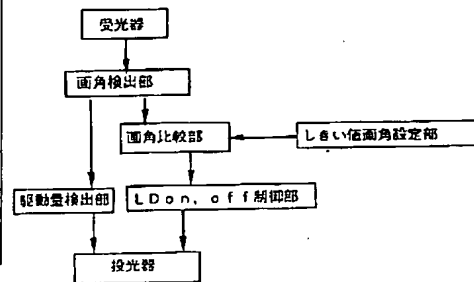 受光器
画角検出部
画角比較部
しきい値画角設定部
駆動量検出部
LDon, off制御部
投光器